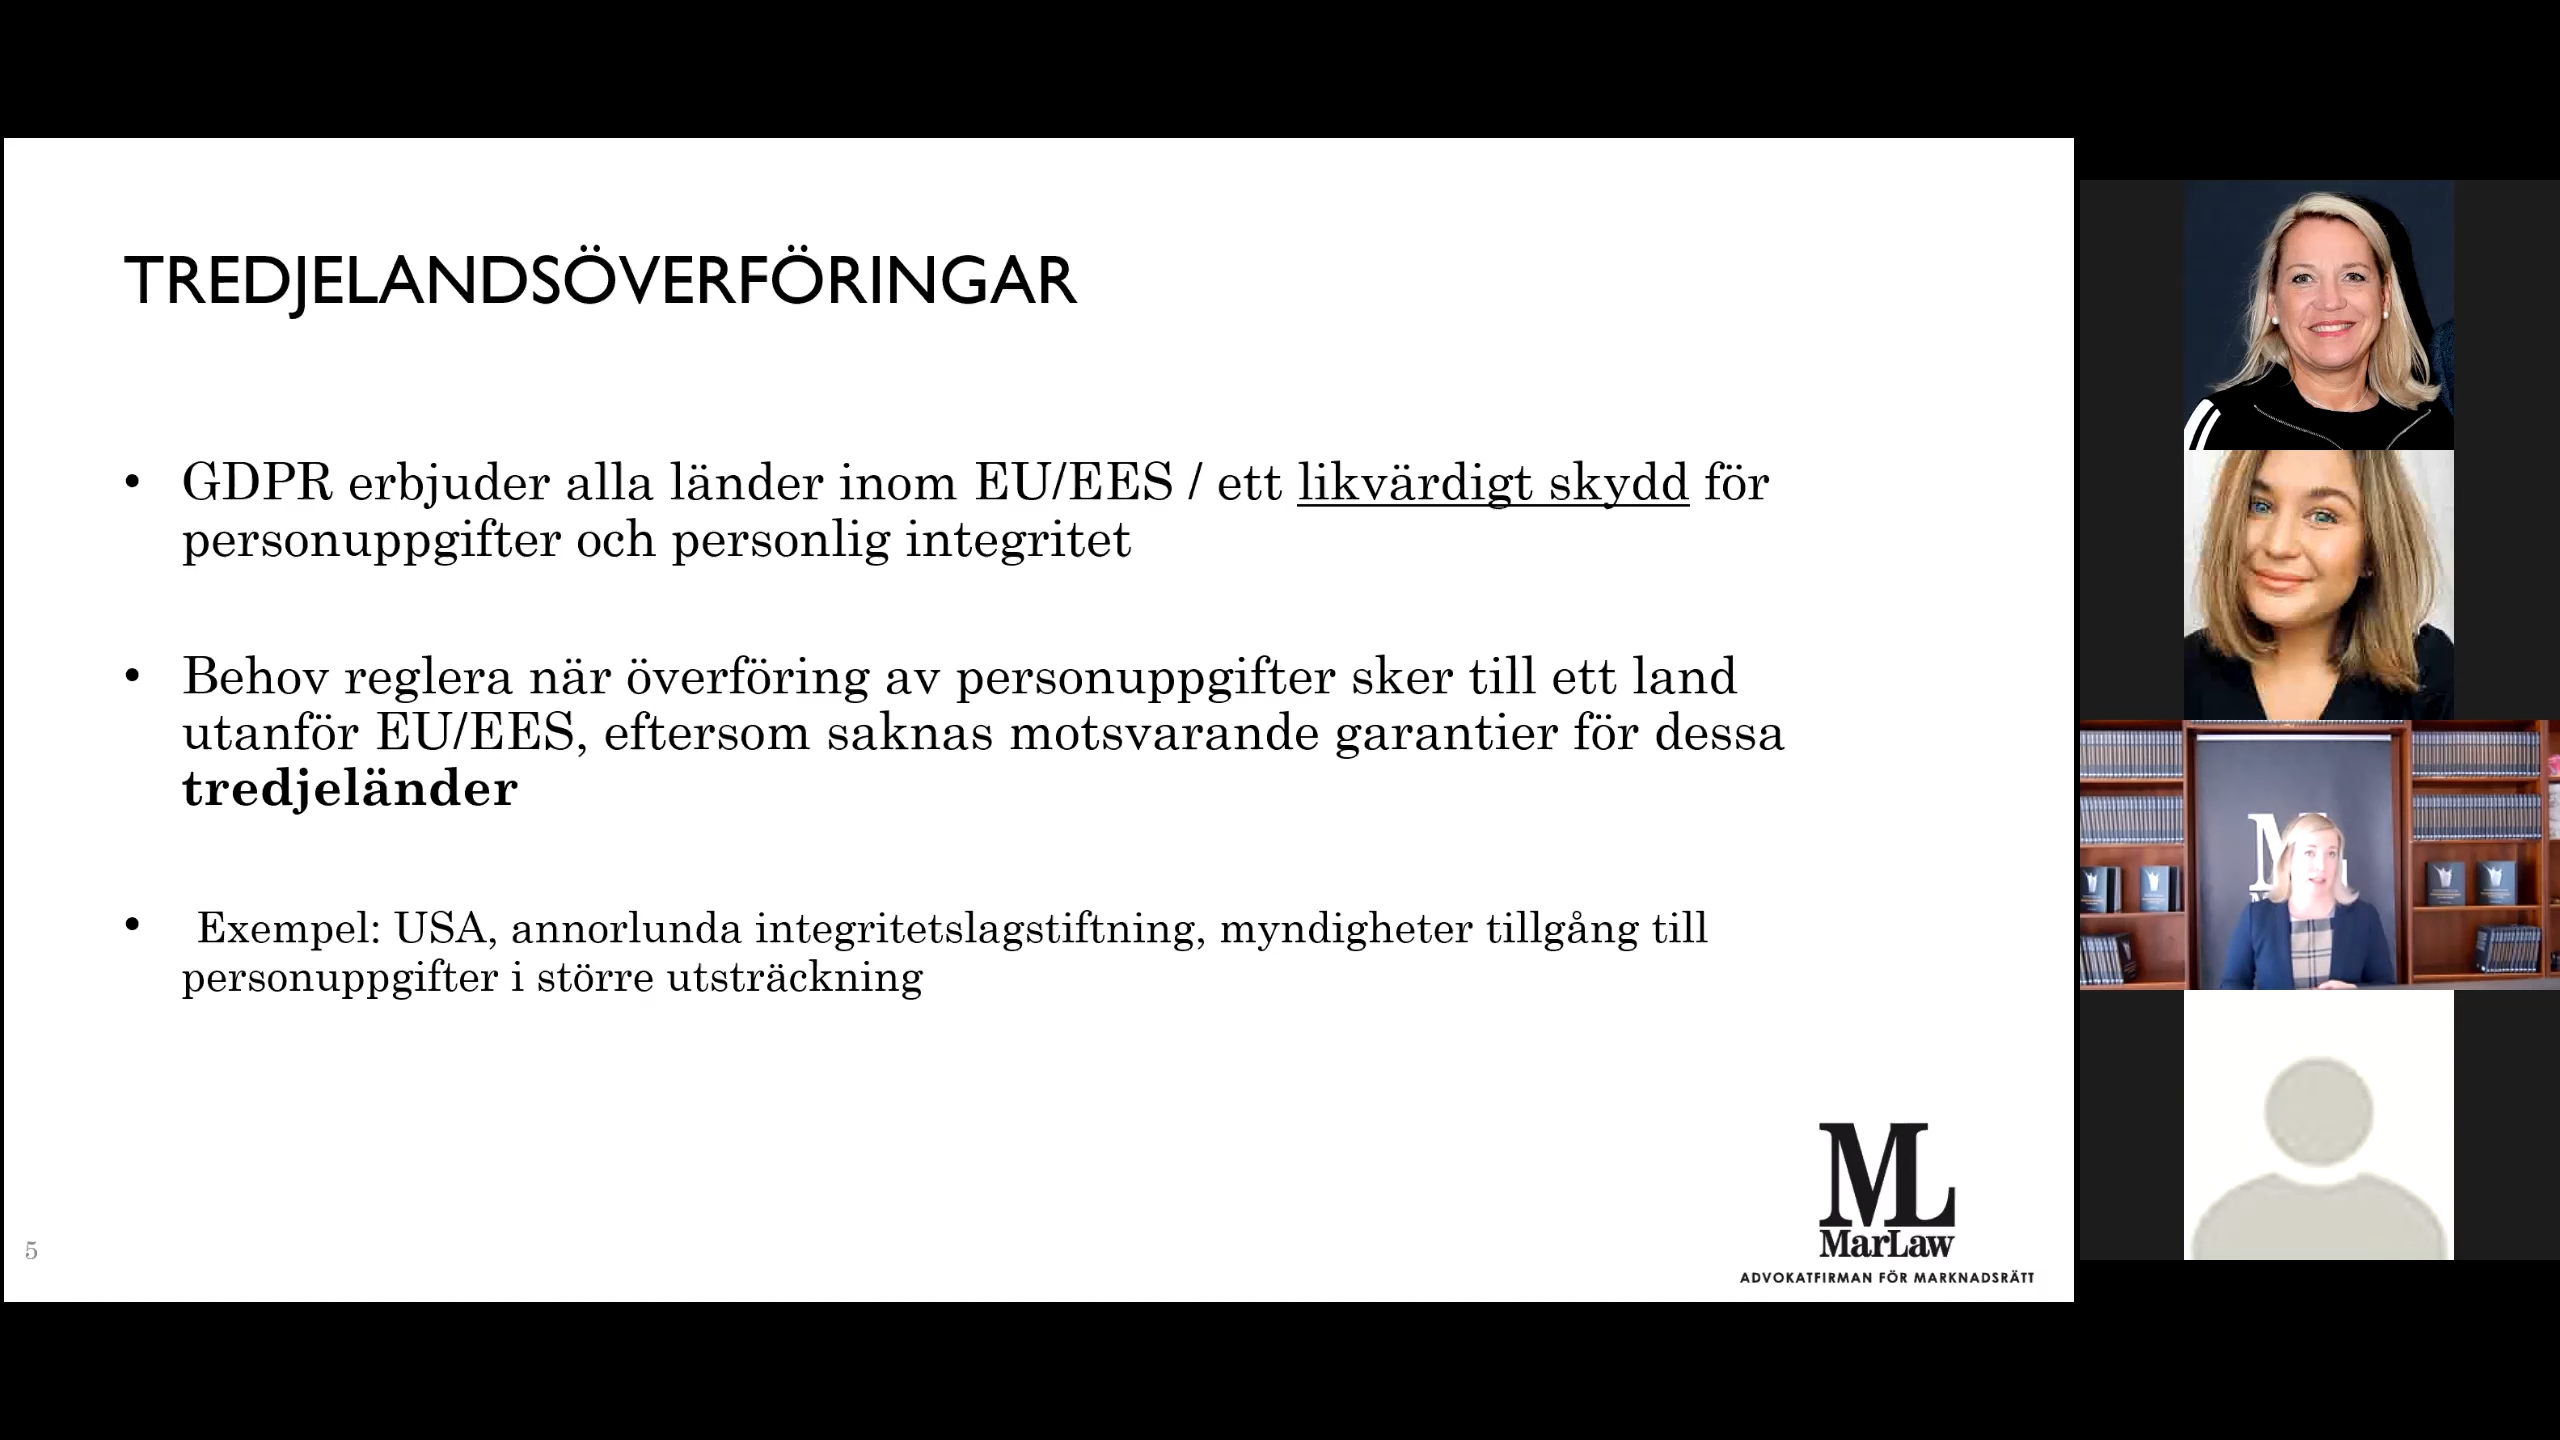 TREDJELANDSÖVERFÖRINGAR
• GDPR erbjuder alla länder inom EU/EES / ett likvärdigt skydd för
personuppgifter och personlig integritet
• Behov reglera när överföring av personuppgifter sker till ett land
utanför EU/EES, eftersom saknas motsvarande garantier för dessa
tredjeländer
• Exempel: USA, annorlunda integritetslagstiftning, myndigheter tillgång till
personuppgifter i större utsträckning
5
ML
MarLaw
ADVOKATFIRMAN FÖR MARKNADSRÄTT